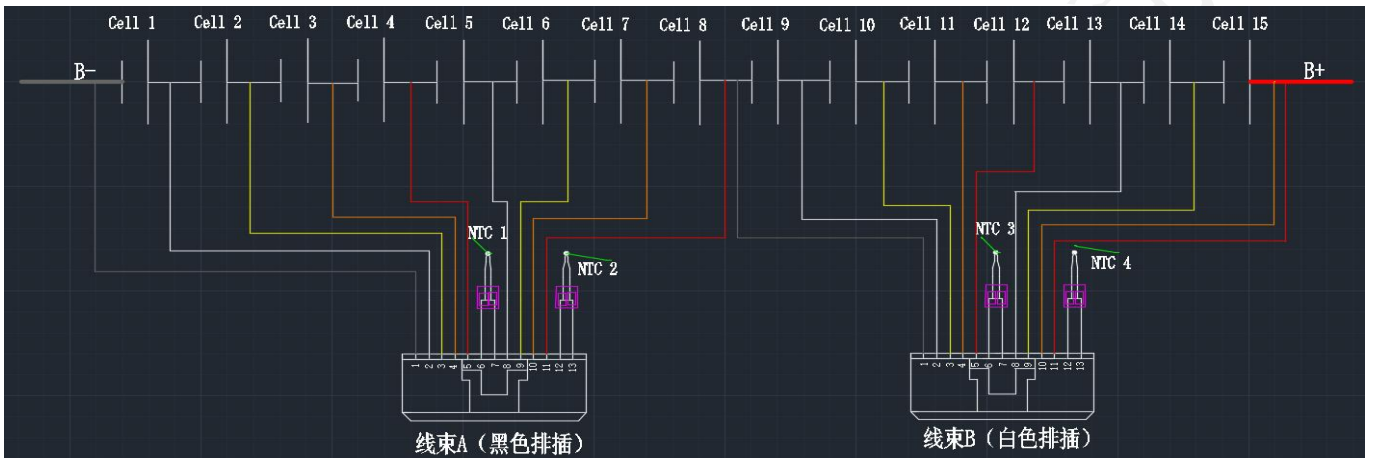 Cell 1 Cell 2 Cell 3 Cell 4 Cell 5 Cell 6 Cell 7 Cell 8 Cell 9 Cell 10 Cell 11 Cell 12 Cell 13 Cell 14 Cell 15
B- B+
NTC 1 NTC 3
NTC 2 NTC 4
1 2 3 4 5 6 7 8 9 10 11 12 13 1 2 3 4 5 6 7 8 9 10 11 12 13
线束A（黑色排插） 线束B（白色排插）